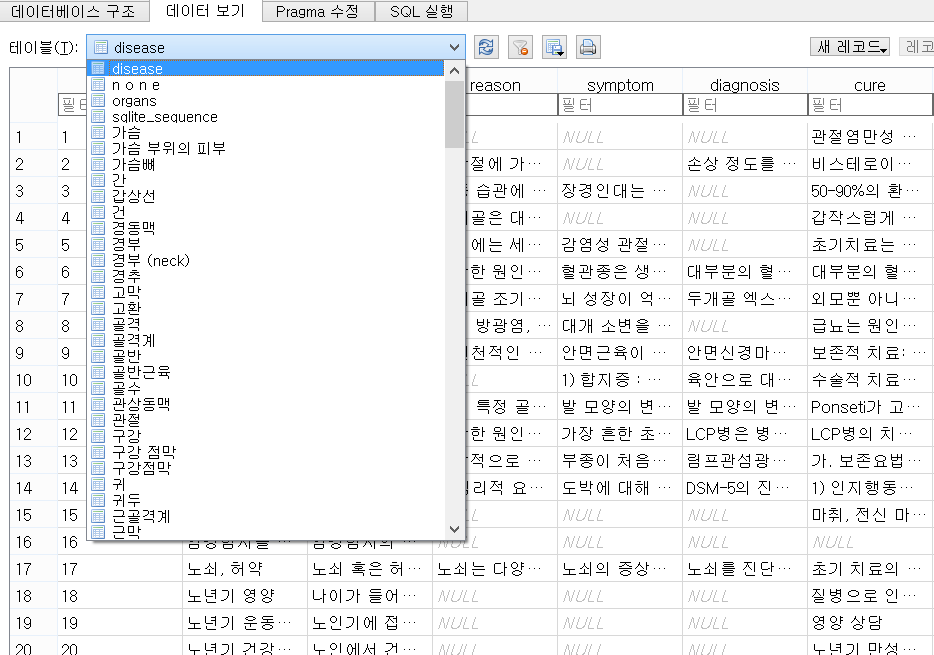 데이터베이스 구조 데이터 보기 Pragma 수정 SQL 실행
테이블(T): disease 새 레코드 레코
disease
n o n e
organs
sqlite_sequence
가슴
가슴 부위의 피부
가슴뼈
간
갑상선
건
경동맥
경부
경부 (neck)
경추
고막
고환
골격
골격계
골반
골반근육
골수
관상동맥
관절
구강
구강 점막
구강점막
귀
귀두
근골격계
근막
reason symptom diagnosis cure
필터 필터 필터 필터
1 1 NULL NULL 관절염만성 …
2 2 절에 가… NULL 손상 정도를 … 비스테로이…
3 3 습관에 … 장경인대는 … NULL 50-90%의 환…
4 4 골은 대… NULL NULL 갑작스럽게 …
5 5 에는 세… 감염성 관절… NULL 초기치료는 …
6 6 한 원인… 혈관종은 생… 대부분의 혈… 대부분의 혈…
7 7 골 조기… 뇌 성장이 억… 두개골 엑스… 외모뿐 아니…
8 8 방광염, … 대개 소변을 … NULL 급뇨는 원인…
9 9 천적인 … 안면근육이 … 안면신경마… 보존적 치료: …
10 10 1) 합지증 : … 육안으로 대… 수술적 치료…
11 11 특정 골… 발 모양의 변… 발 모양의 변… Ponseti가 고…
12 12 한 원인… 가장 흔한 초… LCP병은 병… LCP병의 치…
13 13 적으로 … 부종이 처음… 림프관섬광… 가. 보존요법…
14 14 리적 요… 도박에 대해 … DSM-5의 진… 1) 인지행동…
15 15 NULL NULL 마취, 전신 마…
16 16 NULL NULL NULL NULL
17 17 노쇠, 허약 노쇠 혹은 허… 노쇠는 다양… 노쇠의 증상… 노쇠를 진단… 초기 치료의 …
18 18 노년기 영양 나이가 들어… NULL NULL NULL 질병으로 인…
19 19 노년기 운동… 노인기에 접… NULL NULL NULL 영양 상담
20 20 노년기 건강… 노인에서 건… NULL NULL NULL 노년기 만성…